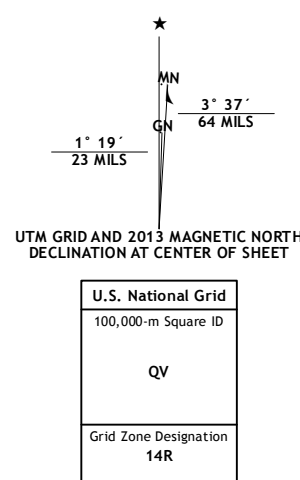 ★
MN
3° 37´
64 MILS
GN
1° 19´
23 MILS
UTM GRID AND 2013 MAGNETIC NORTH
DECLINATION AT CENTER OF SHEET
U.S. National Grid
100,000-m Square ID
QV
Grid Zone Designation
14R